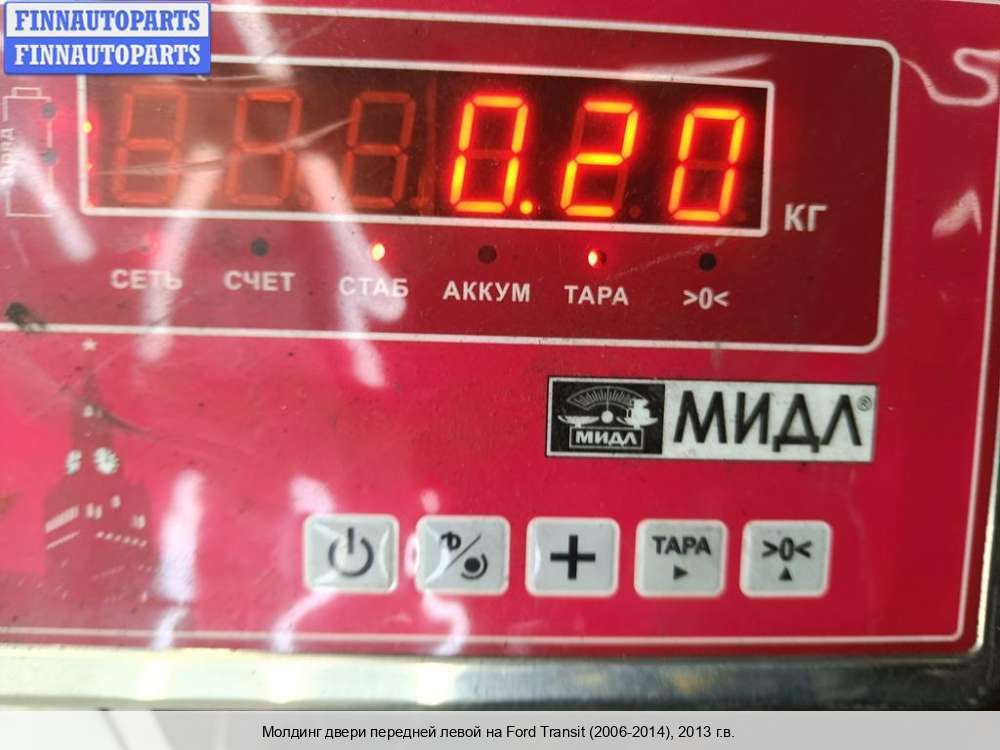 FINNAUTOPARTS
FINNAUTOPARTS
0.20
КГ
СЕТЬ СЧЕТ СТАБ АККУМ ТАРА >0<
МИДЛ МИДЛ®
+ ТАРА >0<
Молдинг двери передней левой на Ford Transit (2006-2014), 2013 г.в.